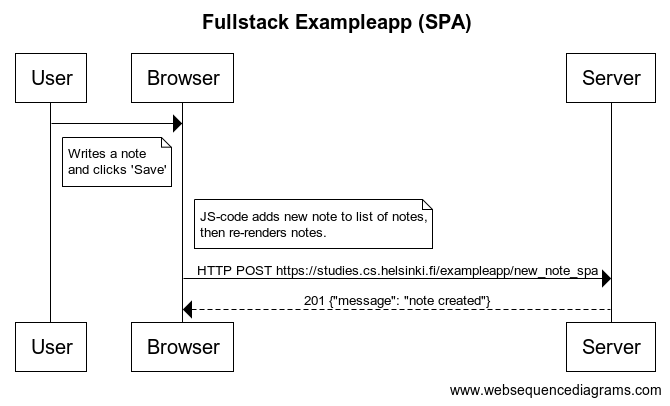 Fullstack Exampleapp (SPA)
User
Browser
Server
Writes a note
and clicks 'Save'
JS-code adds new note to list of notes,
then re-renders notes.
HTTP POST https://studies.cs.helsinki.fi/exampleapp/new_note_spa
201 {"message": "note created"}
User
Browser
Server
www.websequencediagrams.com